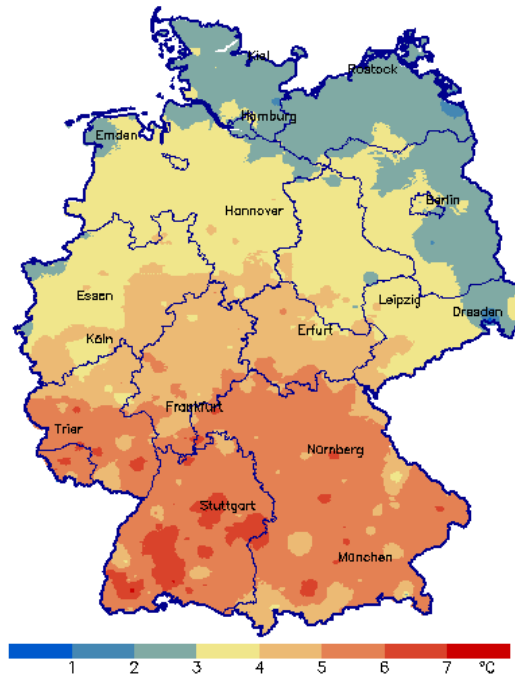 Kiel
Rostock
Hamburg
Emden
Berlin
Hannover
Essen
Leipzig
Dresden
Erfurt
Köln
Frankfurt
Trier
Nürnberg
Stuttgart
München
1 2 3 4 5 6 7 °C